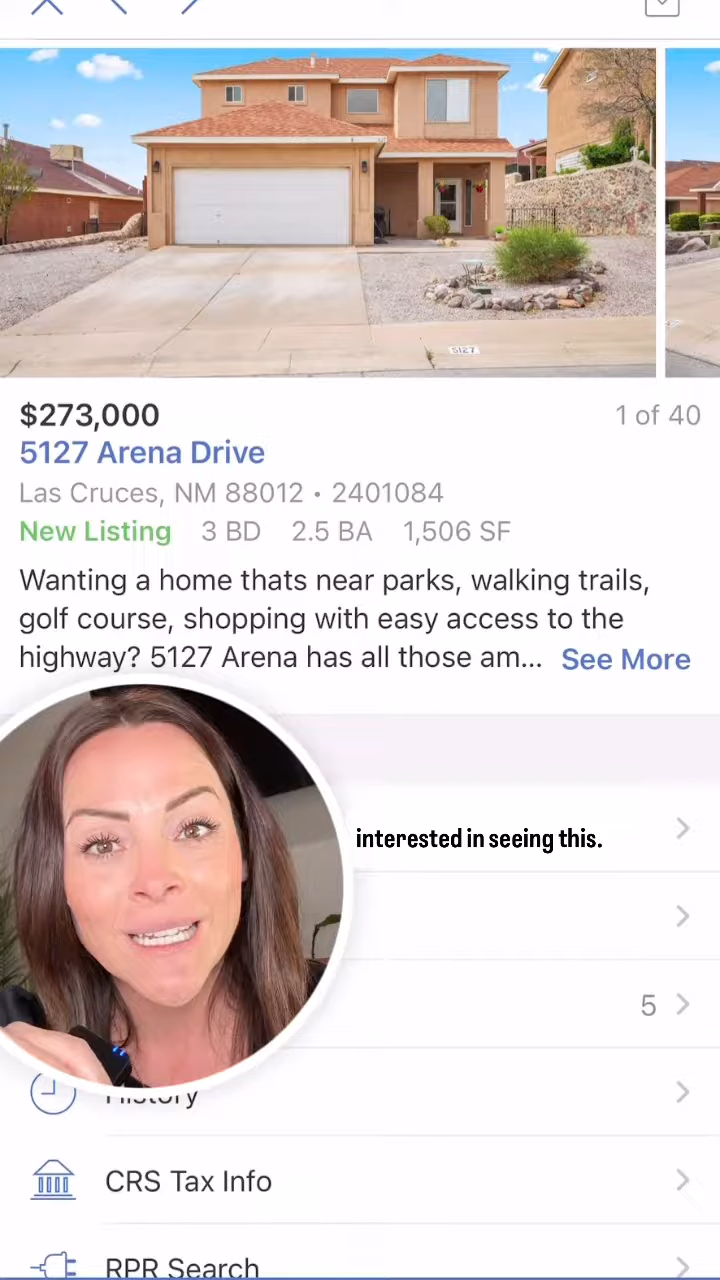 5127
$273,000
1 of 40
5127 Arena Drive
Las Cruces, NM 88012 • 2401084
New Listing 3 BD 2.5 BA 1,506 SF
Wanting a home thats near parks, walking trails,
golf course, shopping with easy access to the
highway? 5127 Arena has all those am... See More
interested in seeing this.
5
History
CRS Tax Info
RPR Search